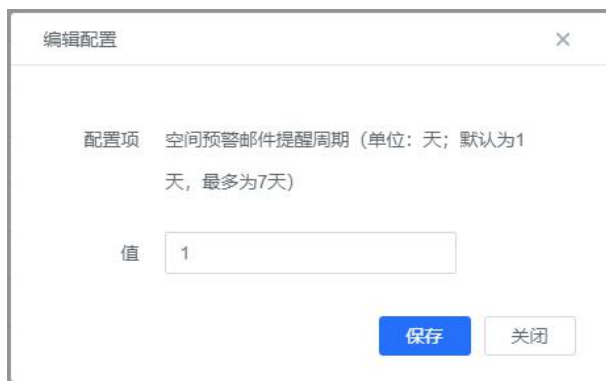 编辑配置
配置项 空间预警邮件提醒周期（单位：天；默认为1
天，最多为7天）
值 1
保存 关闭